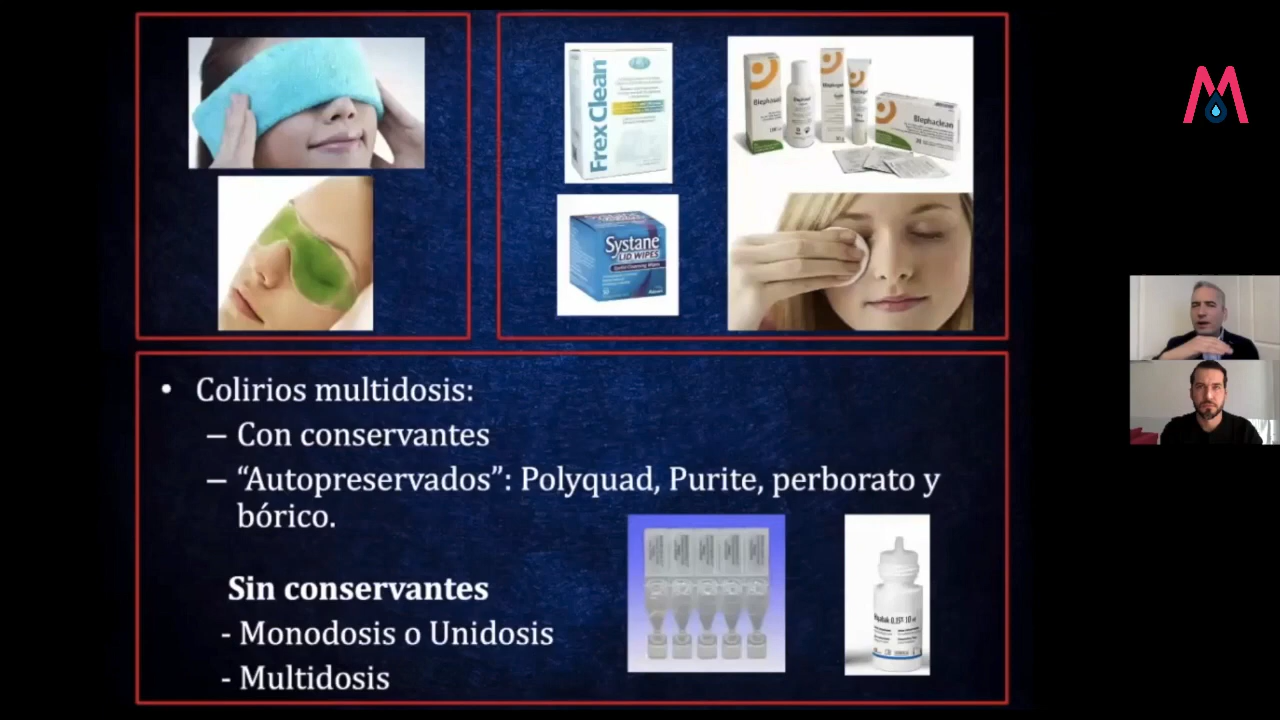 FrexClean
Systane
LID WIPES
Blephaclean
• Colirios multidosis:
– Con conservantes
– “Autopreservados”: Polyquad, Purite, perborato y
bórico.
Sin conservantes
- Monodosis o Unidosis
- Multidosis